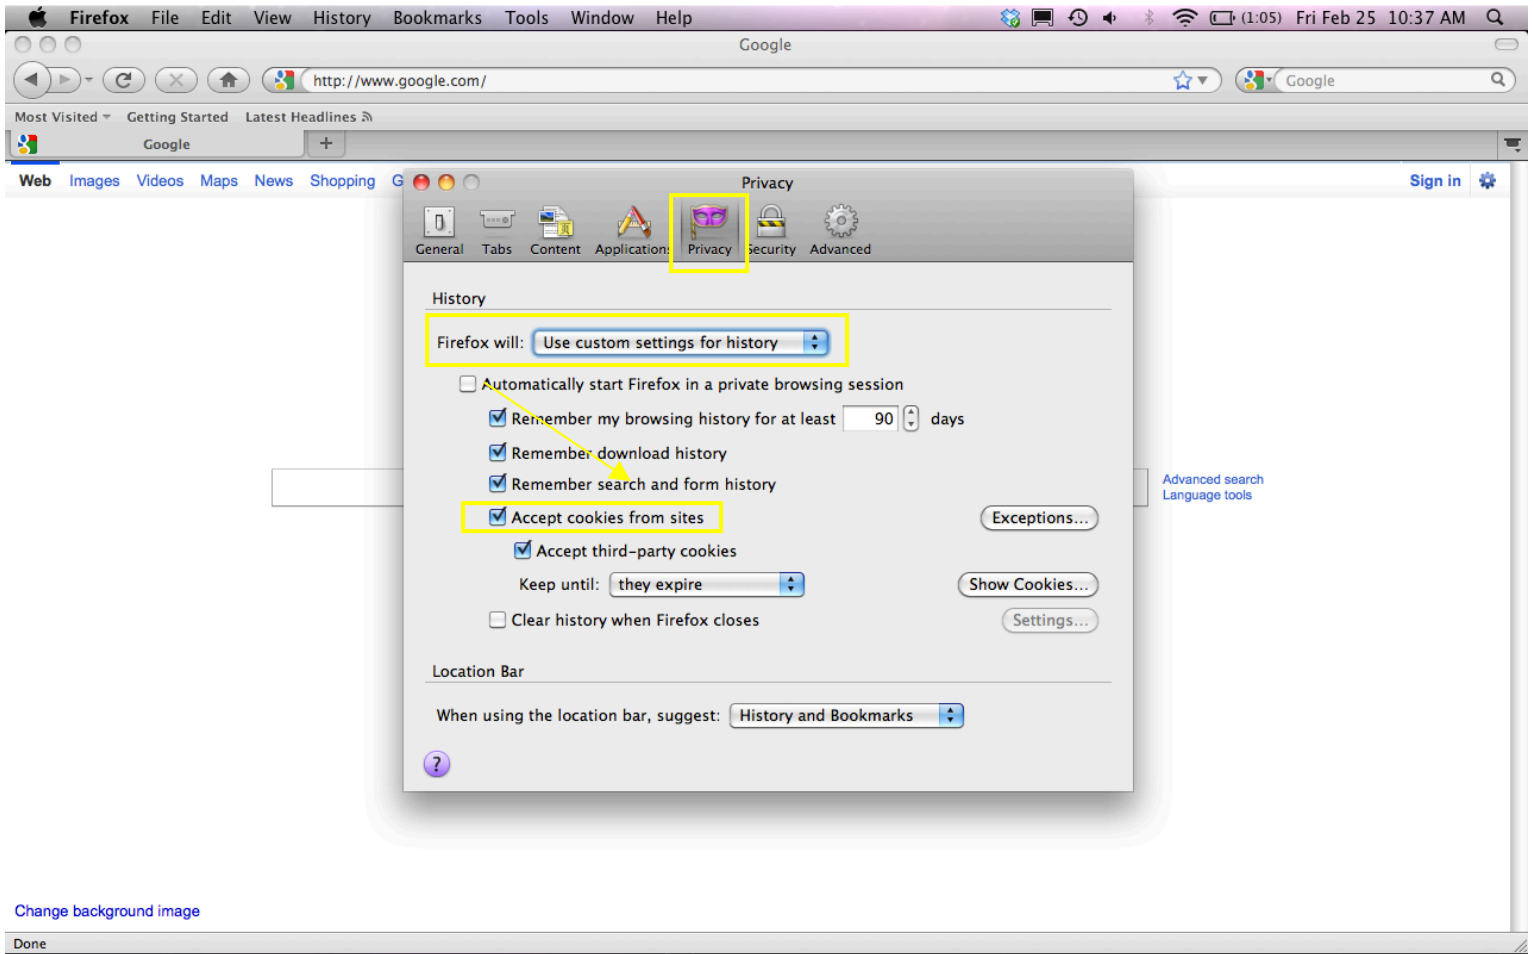 Firefox File Edit View History Bookmarks Tools Window Help (1:05) Fri Feb 25 10:37 AM
Google
http://www.google.com/ Google
Most Visited Getting Started Latest Headlines
Google +
Web Images Videos Maps News Shopping G Sign in
Privacy
General Tabs Content Applications Privacy Security Advanced
History
Firefox will: Use custom settings for history
Automatically start Firefox in a private browsing session
Remember my browsing history for at least 90 days
Remember download history
Remember search and form history
Advanced search
Language tools
Accept cookies from sites Exceptions...
Accept third-party cookies
Keep until: they expire Show Cookies...
Clear history when Firefox closes Settings...
Location Bar
When using the location bar, suggest: History and Bookmarks
?
Change background image
Done